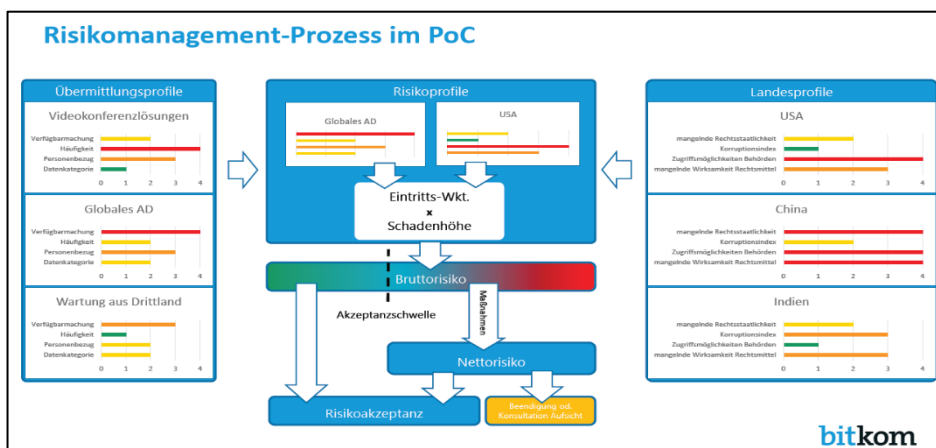 Risikomanagement-Prozess im PoC
Übermittlungsprofile
Videokonferenzlösungen
Verfügbarmachung
Häufigkeit
Personenbezug
Datenkategorie
0 1 2 3 4
Globales AD
Verfügbarmachung
Häufigkeit
Personenbezug
Datenkategorie
0 1 2 3 4
Wartung aus Drittland
Verfügbarmachung
Häufigkeit
Personenbezug
Datenkategorie
0 1 2 3 4
Risikoprofile
Globales AD
USA
Eintritts-Wkt.
x
Schadenhöhe
Bruttorisiko
Akzeptanzschwelle
Maßnahmen
Nettorisiko
Risikoakzeptanz
Beendigung od.
Konsultation Aufsicht
Landesprofile
USA
mangelnde Rechtsstaatlichkeit
Korruptionsindex
Zugriffsmöglichkeiten Behörden
mangelnde Wirksamkeit Rechtsmittel
0 1 2 3 4
China
mangelnde Rechtsstaatlichkeit
Korruptionsindex
Zugriffsmöglichkeiten Behörden
mangelnde Wirksamkeit Rechtsmittel
0 1 2 3 4
Indien
mangelnde Rechtsstaatlichkeit
Korruptionsindex
Zugriffsmöglichkeiten Behörden
mangelnde Wirksamkeit Rechtsmittel
0 1 2 3 4
bitkom